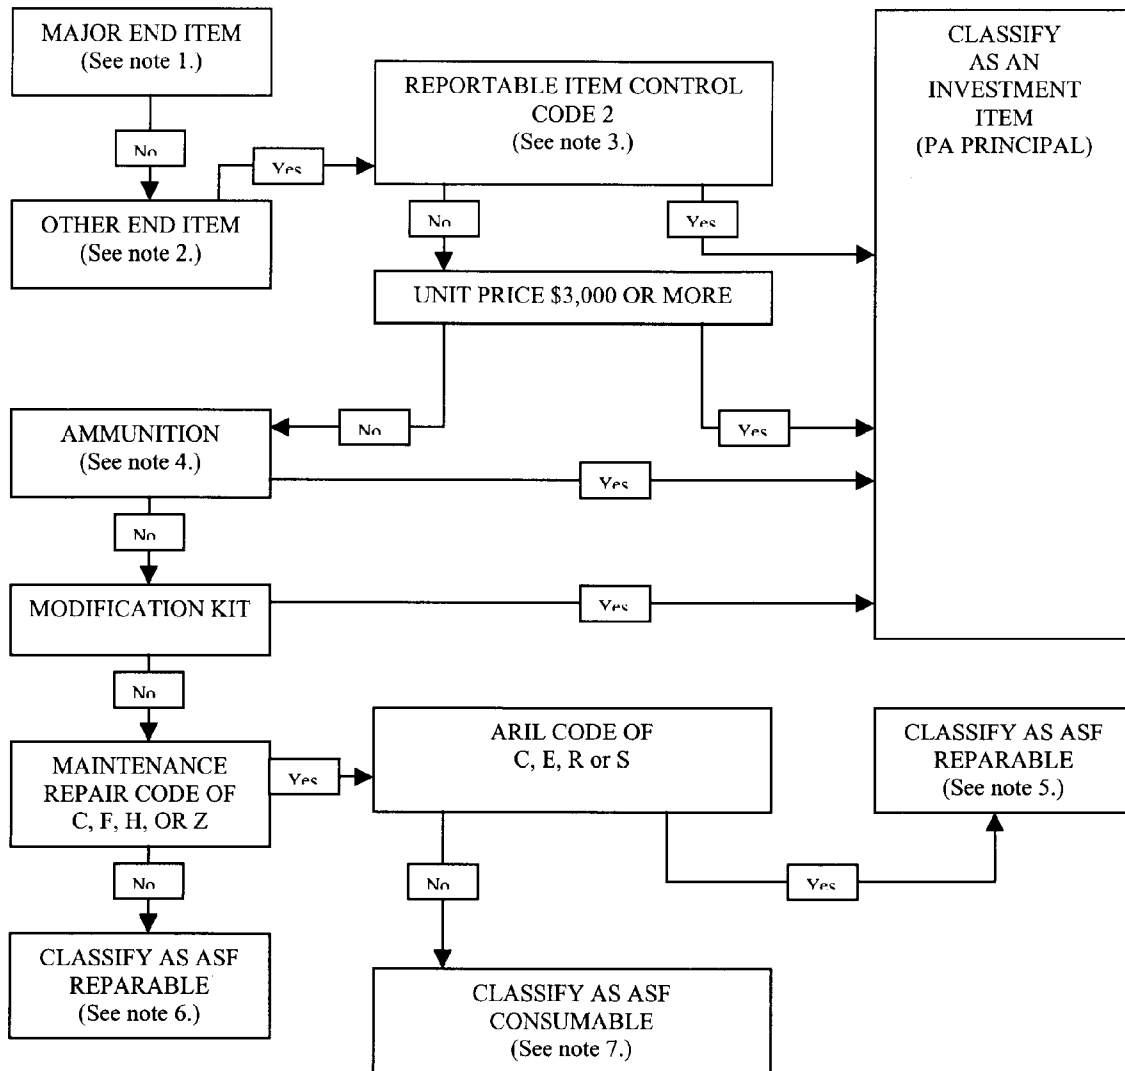 MAJOR END ITEM
(See note 1.)
No
OTHER END ITEM
(See note 2.)
Yes
REPORTABLE ITEM CONTROL
CODE 2
(See note 3.)
No
Yes
UNIT PRICE $3,000 OR MORE
No
Yes
CLASSIFY
AS AN
INVESTMENT
ITEM
(PA PRINCIPAL)
AMMUNITION
(See note 4.)
Yes
No
MODIFICATION KIT
Yes
No
MAINTENANCE
REPAIR CODE OF
C, F, H, OR Z
Yes
ARIL CODE OF
C, E, R or S
CLASSIFY AS ASF
REPARABLE
(See note 5.)
No
No
Yes
CLASSIFY AS ASF
REPARABLE
(See note 6.)
CLASSIFY AS ASF
CONSUMABLE
(See note 7.)